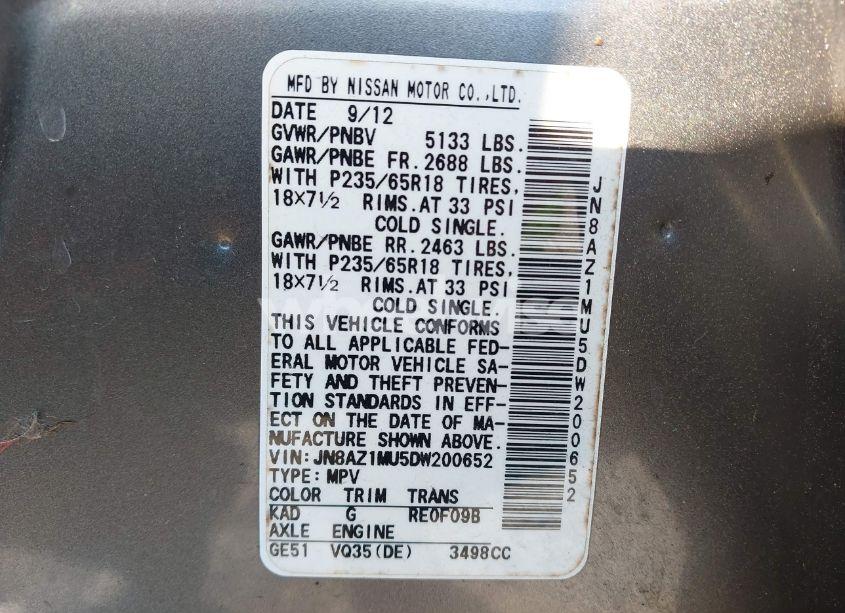 MFD BY NISSAN MOTOR CO.,LTD.
DATE 9/12
GVWR/PNBV 5133 LBS.
GAWR/PNBE FR.2688 LBS.
WITH P235/65R18 TIRES,
18×7½ RIMS.AT 33 PSI
COLD SINGLE.
GAWR/PNBE RR.2463 LBS.
WITH P235/65R18 TIRES,
18×7½ RIMS.AT 33 PSI
COLD SINGLE.
THIS VEHICLE CONFORMS
TO ALL APPLICABLE FED-
ERAL MOTOR VEHICLE SA-
FETY AND THEFT PREVEN-
TION STANDARDS IN EFF-
ECT ON THE DATE OF MA-
NUFACTURE SHOWN ABOVE.
VIN:JN8AZ1MU5DW200652
TYPE:MPV
COLOR TRIM TRANS
KAD G RE0F09B
AXLE ENGINE
GE51 VQ35(DE) 3498CC
JN8AZ1MU5DW200652